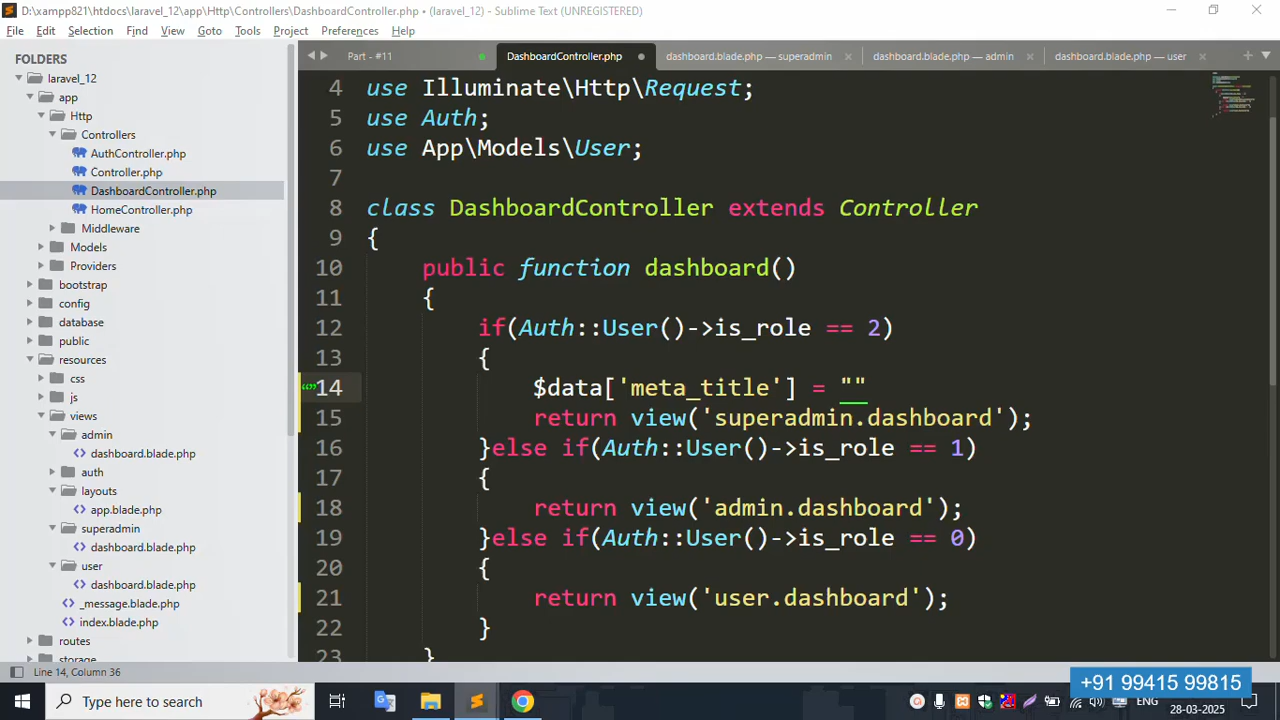 D:\xampp821\htdocs\laravel_12\app\Http\Controllers\DashboardController.php • (laravel_12) - Sublime Text (UNREGISTERED)
File Edit Selection Find View Goto Tools Project Preferences Help
FOLDERS
laravel_12
app
Http
Controllers
AuthController.php
Controller.php
DashboardController.php
HomeController.php
Middleware
Models
Providers
bootstrap
config
database
public
resources
css
js
views
admin
dashboard.blade.php
auth
layouts
app.blade.php
superadmin
dashboard.blade.php
user
dashboard.blade.php
_message.blade.php
index.blade.php
routes
storage
Part - #11 DashboardController.php dashboard.blade.php — superadmin dashboard.blade.php — admin dashboard.blade.php — user
4 use Illuminate\Http\Request;
5 use Auth;
6 use App\Models\User;
7
8 class DashboardController extends Controller
9 {
10 public function dashboard()
11 {
12 if(Auth::User()->is_role == 2)
13 {
14 $data['meta_title'] = ""
15 return view('superadmin.dashboard');
16 }else if(Auth::User()->is_role == 1)
17 {
18 return view('admin.dashboard');
19 }else if(Auth::User()->is_role == 0)
20 {
21 return view('user.dashboard');
22 }
23 }
Line 14, Column 36
+91 99415 99815
Type here to search
ENG
28-03-2025